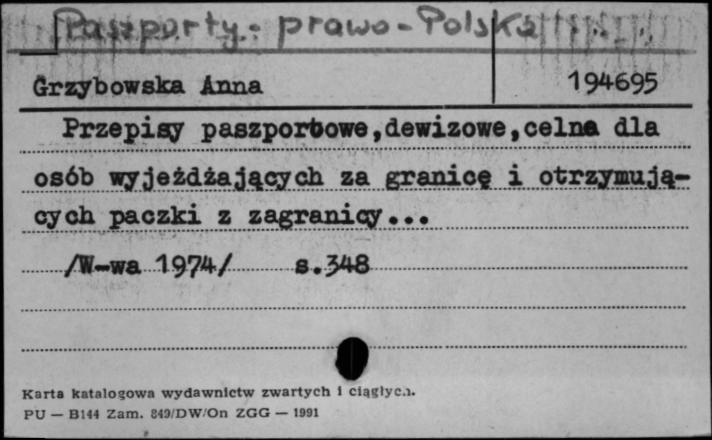 Paszporty - prawo - Polska
Grzybowska Anna 194695
Przepisy paszportowe,dewizowe,celne dla
osób wyjeżdżających za granicę i otrzymują-
cych paczki z zagranicy...
/W-wa 1974/ s.348
Karta katalogowa wydawnictw zwartych i ciągłych.
PU — B144 Zam. 849/DW/On ZGG — 1991